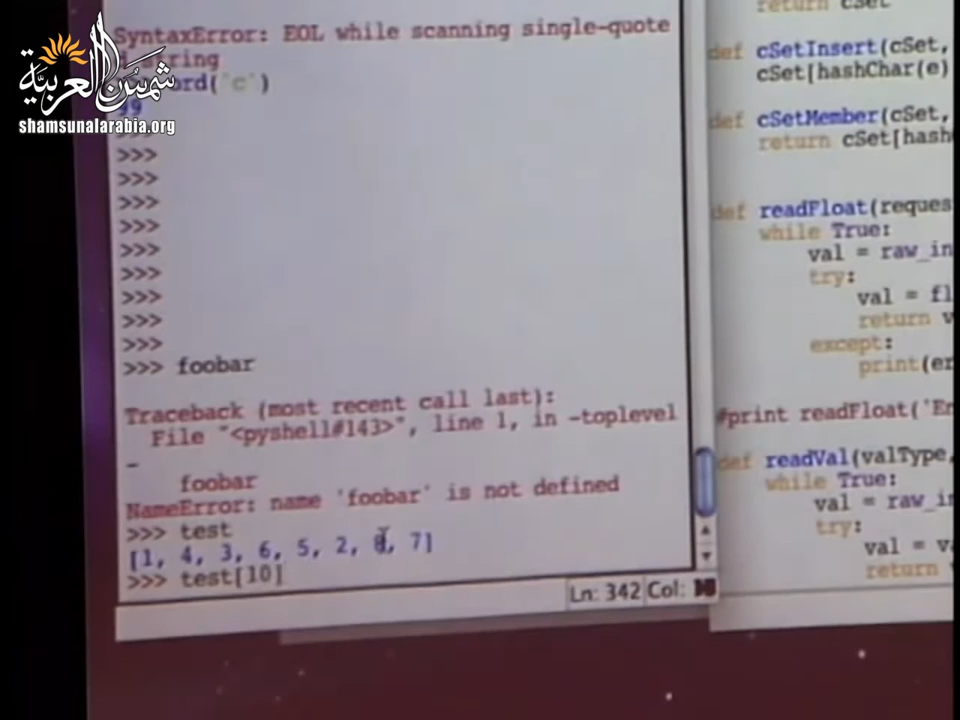 شمس العربية
shamsunalarabia.org
SyntaxError: EOL while scanning single-quote
ord('c')
99
>>>
>>>
>>>
>>>
>>>
>>>
>>>
>>>
>>>
>>> foobar
Traceback (most recent call last):
File "<pyshell#143>", line 1, in -toplevel
-
foobar
NameError: name 'foobar' is not defined
>>> test
[1, 4, 3, 6, 5, 2, 8, 7]
>>> test[10]
Ln: 342 Col:
return cSet
def cSetInsert(cSet,
cSet[hashChar(e)
def cSetMember(cSet,
return cSet[hash
def readFloat(reques
while True:
val = raw_in
try:
val = fl
return v
except:
print(er
#print readFloat('En
def readVal(valType,
while True:
val = raw_in
try:
val = va
return